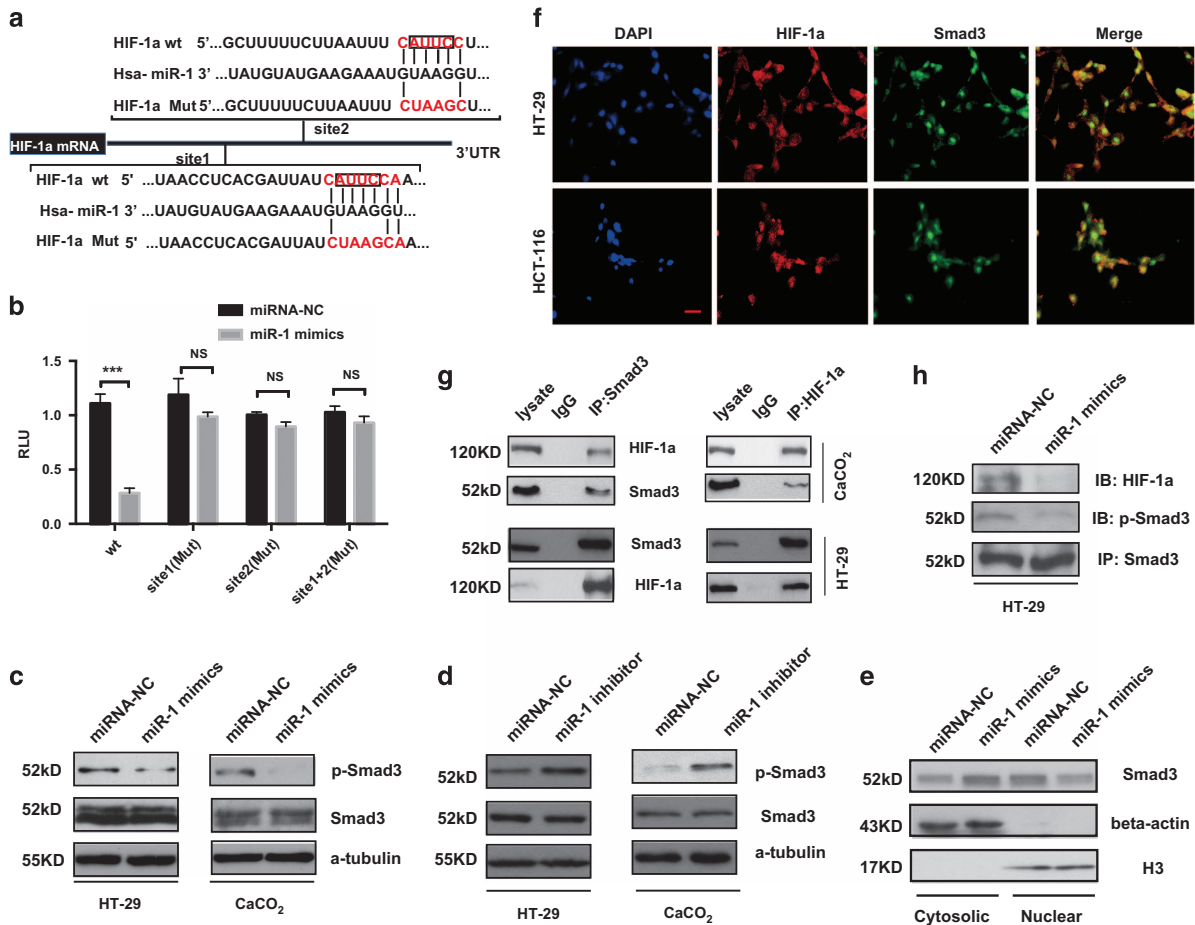 a
HIF-1a wt 5’...GCUUUUUCUUAAUUU CAUUCCU...
Hsa- miR-1 3’ ...UAUGUAUGAAGAAAUGUAAGGU...
HIF-1a Mut 5’...GCUUUUUCUUAAUUU CUAAGCU...
site2
HIF-1a mRNA
3’UTR
site1
HIF-1a wt 5' ...UAACCUCACGAUUAUCAUUCCAA...
Hsa- miR-1 3’ ...UAUGUAUGAAGAAAUGUAAGGU...
HIF-1a Mut 5' ...UAACCUCACGAUUAUCUAAGCAA...
b
miRNA-NC
miR-1 mimics
1.5
1.0
0.5
0.0
RLU
***
NS
NS
NS
wt
site1(Mut)
site2(Mut)
site1+2(Mut)
f
DAPI HIF-1a Smad3 Merge
HT-29
HCT-116
g
lysate IgG IP:Smad3
lysate IgG IP:HIF-1a
120KD HIF-1a
52kD Smad3
CaCO2
52kD Smad3
120KD HIF-1a
HT-29
h
miRNA-NC miR-1 mimics
120KD IB: HIF-1a
52kD IB: p-Smad3
52kD IP: Smad3
HT-29
c
miRNA-NC miR-1 mimics miRNA-NC miR-1 mimics
52kD p-Smad3
52kD Smad3
55KD a-tubulin
HT-29 CaCO2
d
miRNA-NC miR-1 inhibitor miRNA-NC miR-1 inhibitor
52kD p-Smad3
52kD Smad3
55KD a-tubulin
HT-29 CaCO2
e
miRNA-NC miR-1 mimics miRNA-NC miR-1 mimics
52kD Smad3
43KD beta-actin
17KD H3
Cytosolic Nuclear